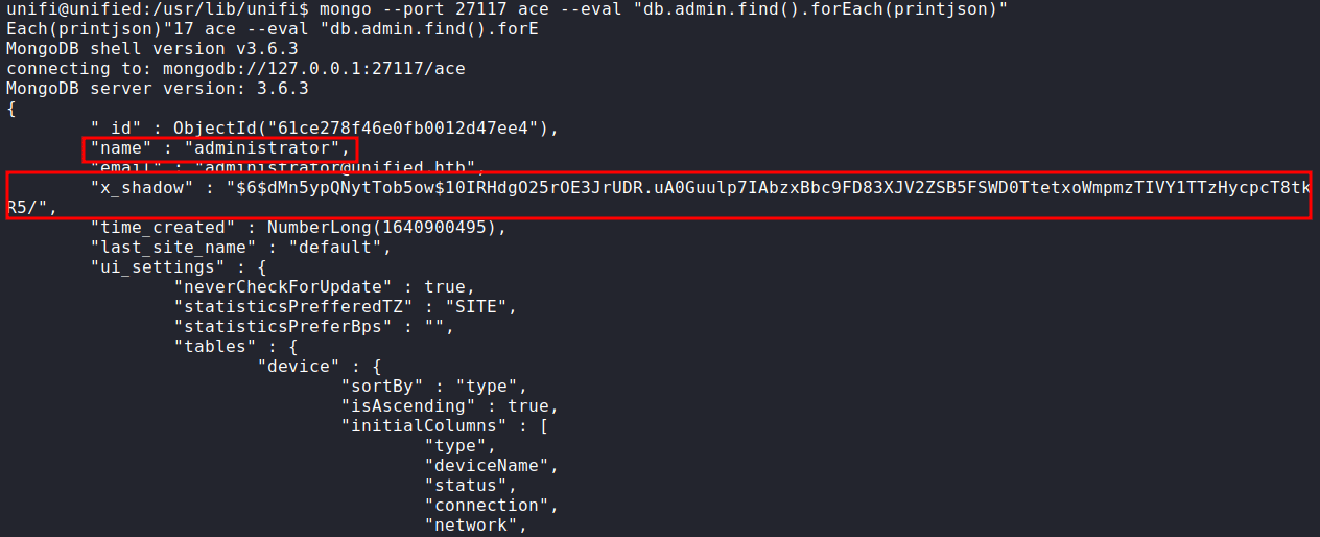 unifi@unified:/usr/lib/unifi$ mongo --port 27117 ace --eval "db.admin.find().forEach(printjson)"
Each(printjson)"17 ace --eval "db.admin.find().forE
MongoDB shell version v3.6.3
connecting to: mongodb://127.0.0.1:27117/ace
MongoDB server version: 3.6.3
{
"_id" : ObjectId("61ce278f46e0fb0012d47ee4"),
"name" : "administrator",
"email" : "administrator@unified.htb",
"x_shadow" : "$6$dMn5ypQNytTob5ow$10IRHdgO25rOE3JrUDR.uA0Guulp7IAbzxBbc9FD83XJV2ZSB5FSWD0TtetxoWmpmzTIVY1TTzHycpcT8tk
R5/",
"time_created" : NumberLong(1640900495),
"last_site_name" : "default",
"ui_settings" : {
"neverCheckForUpdate" : true,
"statisticsPrefferedTZ" : "SITE",
"statisticsPreferBps" : "",
"tables" : {
"device" : {
"sortBy" : "type",
"isAscending" : true,
"initialColumns" : [
"type",
"deviceName",
"status",
"connection",
"network",